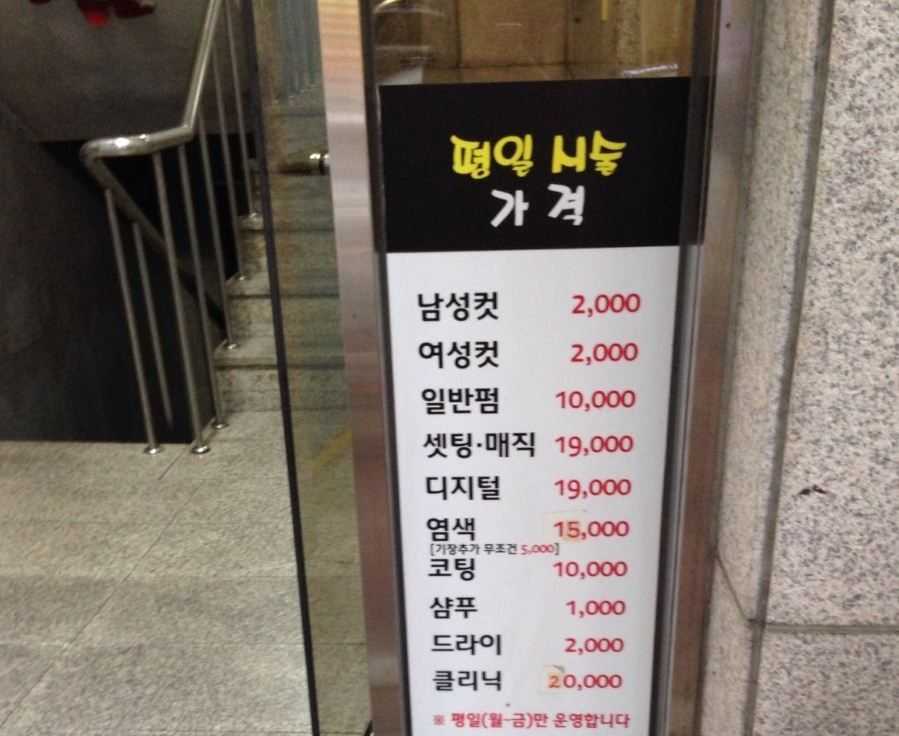 평일 시술
가격
남성컷 2,000
여성컷 2,000
일반펌 10,000
셋팅·매직 19,000
디지털 19,000
염색 15,000
[기장추가 무조건 5,000]
코팅 10,000
샴푸 1,000
드라이 2,000
클리닉 20,000
※ 평일(월-금)만 운영합니다